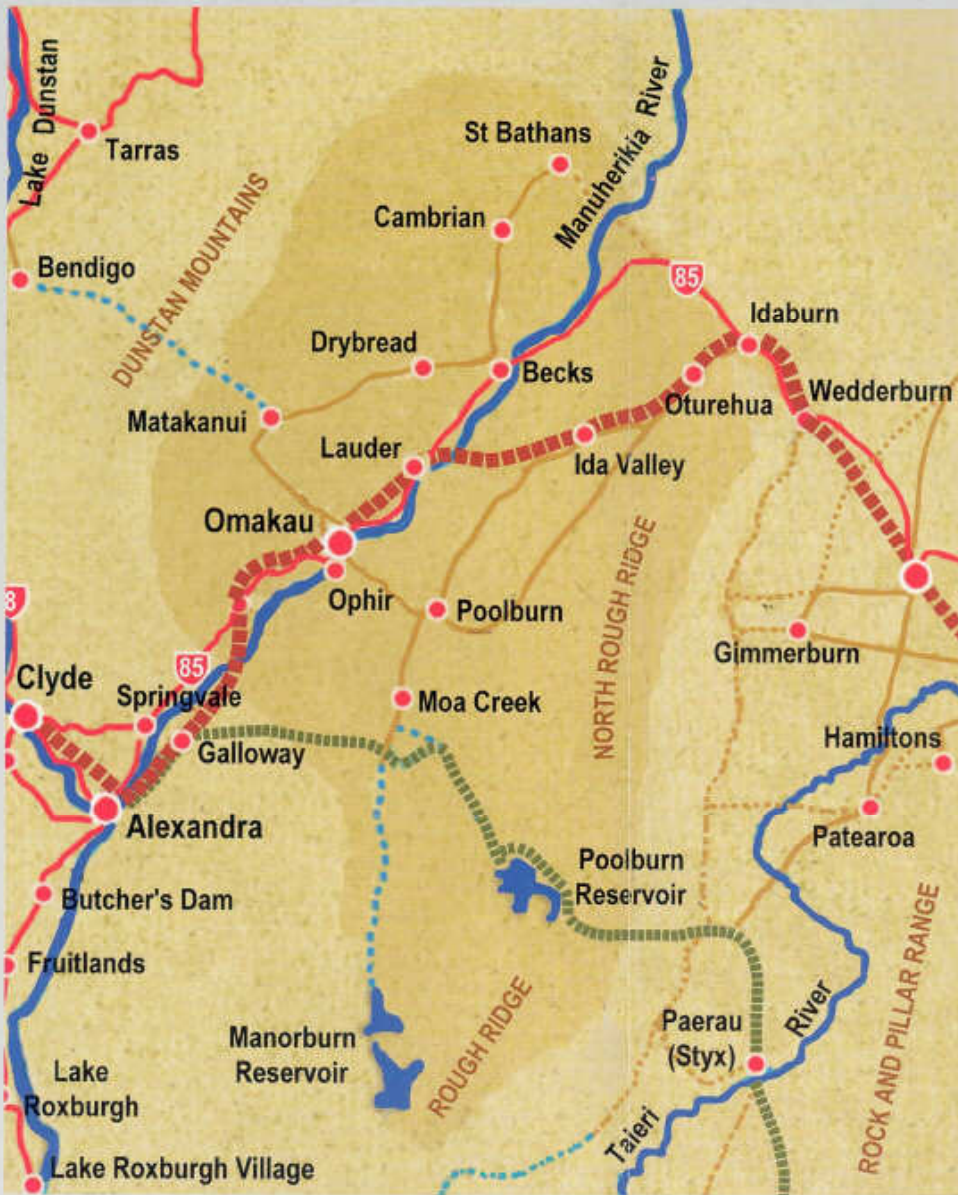 Lake Dunstan
Tarras
St Bathans
Manuherikia River
Cambrian
DUNSTAN MOUNTAINS
Bendigo
85
Idaburn
Drybread
Becks
Oturehua
Wedderburn
Matakanui
Lauder
Ida Valley
Omakau
NORTH ROUGH RIDGE
Ophir
Poolburn
8
Gimmerburn
Clyde
85
Springvale
Moa Creek
Galloway
Hamiltons
Alexandra
Patearoa
Poolburn
Reservoir
Butcher's Dam
Fruitlands
ROCK AND PILLAR RANGE
Manorburn
Reservoir
ROUGH RIDGE
Paerau
(Styx)
Taieri River
Lake
Roxburgh
Lake Roxburgh Village